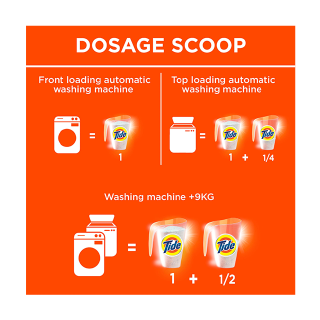 DOSAGE SCOOP
Front loading automatic
washing machine
= Tide
1
Top loading automatic
washing machine
= Tide Tide
1 + 1/4
Washing machine +9KG
= Tide Tide
1 + 1/2